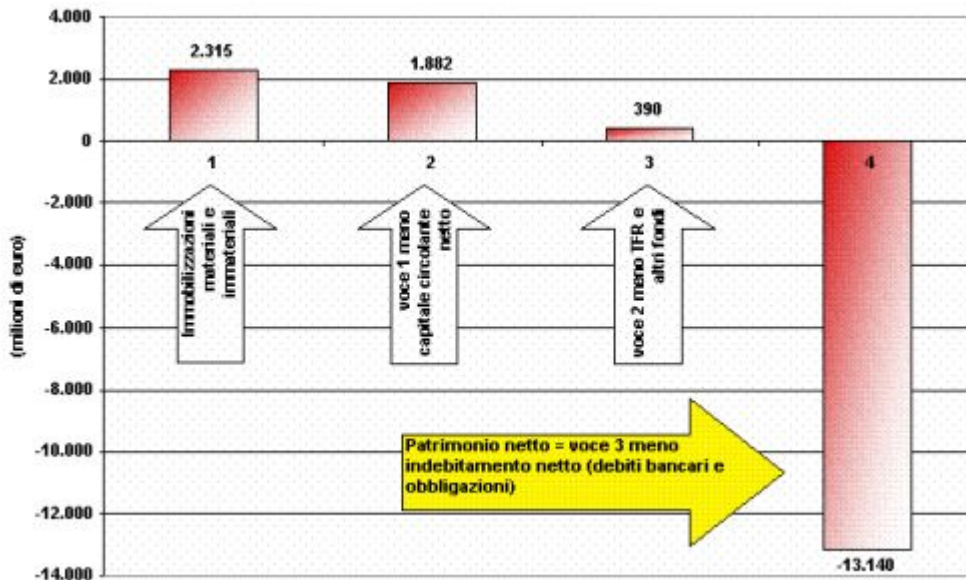 4.000
2.000
0
-2.000
-4.000
-6.000
-8.000
-10.000
-12.000
-14.000
(milioni di euro)
2.315
1.882
390
-13.140
1
2
3
4
Immobilizzazioni
materiali e
immateriali
voce 1 meno
capitale circolante
netto
voce 2 meno TFR e
altri fondi
Patrimonio netto = voce 3 meno
indebitamento netto (debiti bancari e
obbligazioni)